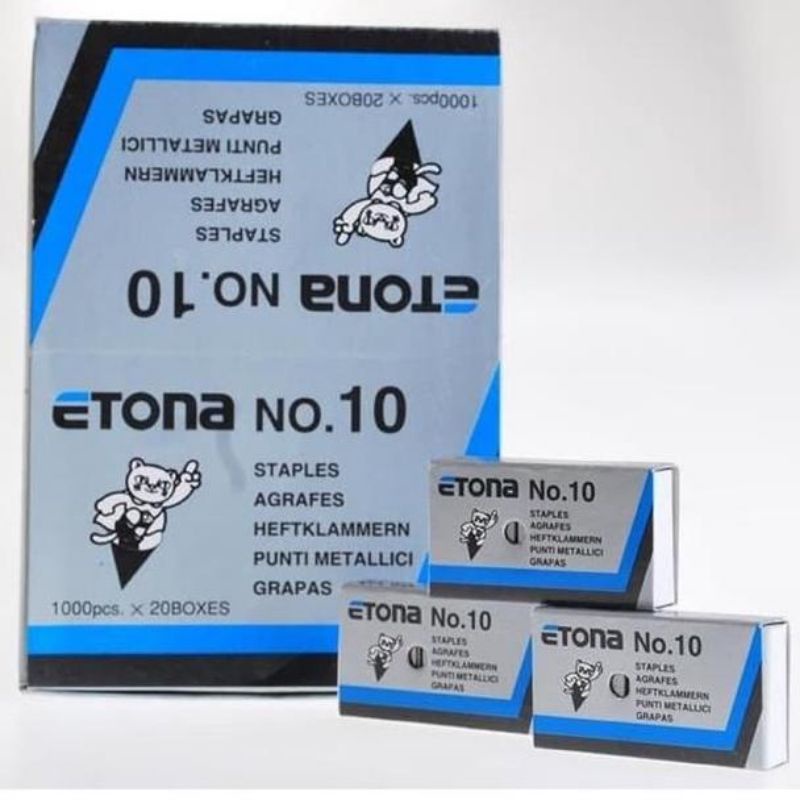 1000pcs. × 20BOXES
GRAPAS
PUNTI METALLICI
HEFTKLAMMERN
AGRAFES
STAPLES
ETONA NO.10
ETONA NO.10
STAPLES
AGRAFES
HEFTKLAMMERN
PUNTI METALLICI
GRAPAS
1000pcs. × 20BOXES
ETONA No.10
STAPLES
AGRAFES
HEFTKLAMMERN
PUNTI METALLICI
GRAPAS
ETONA No.10
STAPLES
AGRAFES
HEFTKLAMMERN
PUNTI METALLICI
GRAPAS
ETONA No.10
STAPLES
AGRAFES
HEFTKLAMMERN
PUNTI METALLICI
GRAPAS